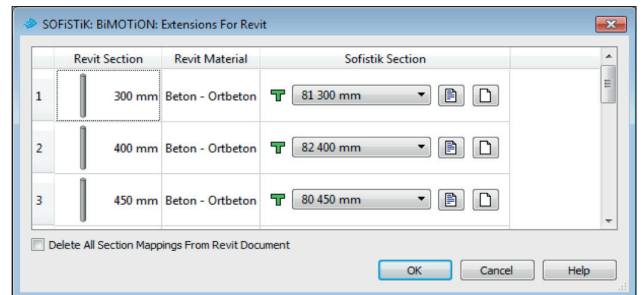 SOFiSTiK: BiMOTiON: Extensions For Revit
Revit Section Revit Material Sofistik Section
1 300 mm Beton - Ortbeton 81 300 mm
2 400 mm Beton - Ortbeton 82 400 mm
3 450 mm Beton - Ortbeton 80 450 mm
Delete All Section Mappings From Revit Document
OK Cancel Help